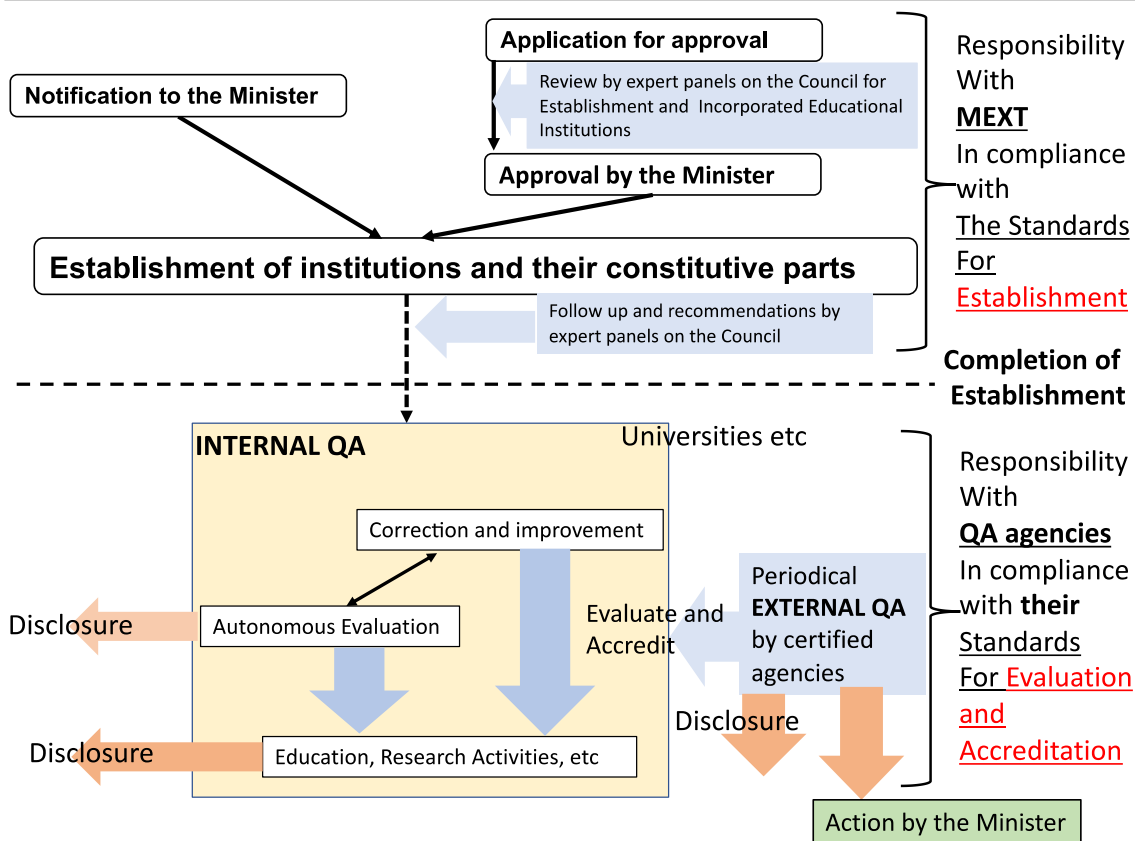 Application for approval
Review by expert panels on the Council for
Establishment and Incorporated Educational
Institutions
Notification to the Minister
Approval by the Minister
Establishment of institutions and their constitutive parts
Follow up and recommendations by
expert panels on the Council
Responsibility
With
MEXT
In compliance
with
The Standards
For
Establishment
Completion of
Establishment
INTERNAL QA
Universities etc
Correction and improvement
Autonomous Evaluation
Disclosure
Education, Research Activities, etc
Disclosure
Evaluate and
Accredit
Periodical
EXTERNAL QA
by certified
agencies
Disclosure
Action by the Minister
Responsibility
With
QA agencies
In compliance
with their
Standards
For Evaluation
and
Accreditation